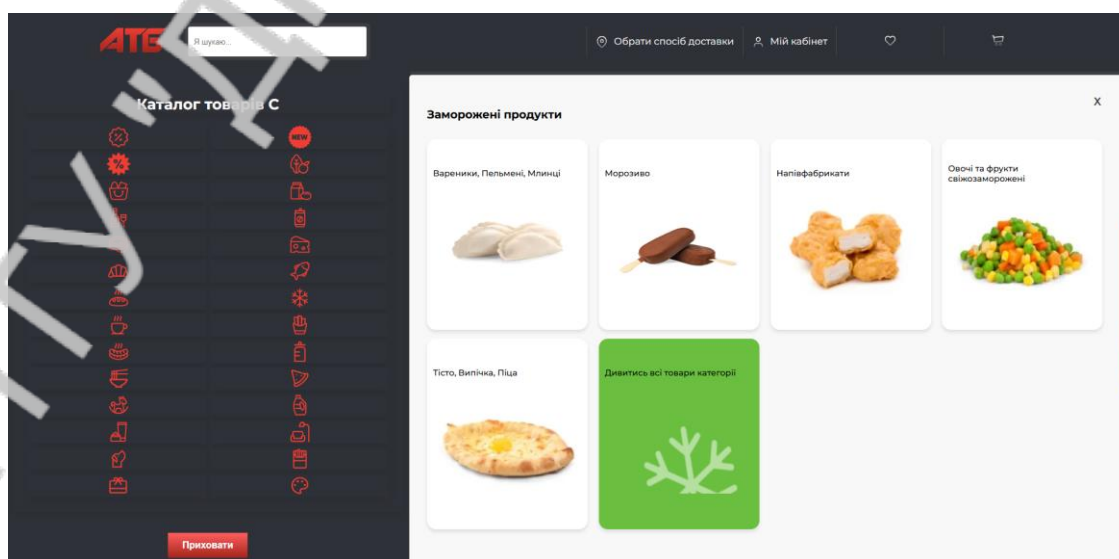 АТБ
Я шукаю...
Обрати спосіб доставки
Мій кабінет
Каталог товарів С
NEW
Заморожені продукти
X
Вареники, Пельмені, Млинці
Морозиво
Напівфабрикати
Овочі та фрукти
свіжозаморожені
Тісто, Випічка, Піца
Дивитись всі товари категорії
Приховати